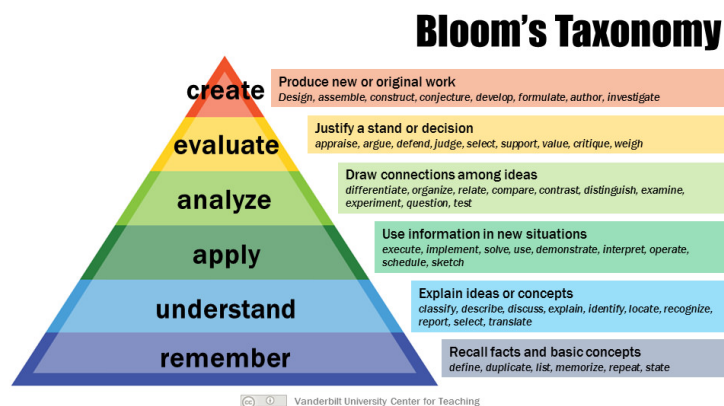 Bloom's Taxonomy
create
Produce new or original work
Design, assemble, construct, conjecture, develop, formulate, author, investigate
evaluate
Justify a stand or decision
appraise, argue, defend, judge, select, support, value, critique, weigh
analyze
Draw connections among ideas
differentiate, organize, relate, compare, contrast, distinguish, examine,
experiment, question, test
apply
Use information in new situations
execute, implement, solve, use, demonstrate, interpret, operate,
schedule, sketch
understand
Explain ideas or concepts
classify, describe, discuss, explain, identify, locate, recognize,
report, select, translate
remember
Recall facts and basic concepts
define, duplicate, list, memorize, repeat, state
cc
Vanderbilt University Center for Teaching